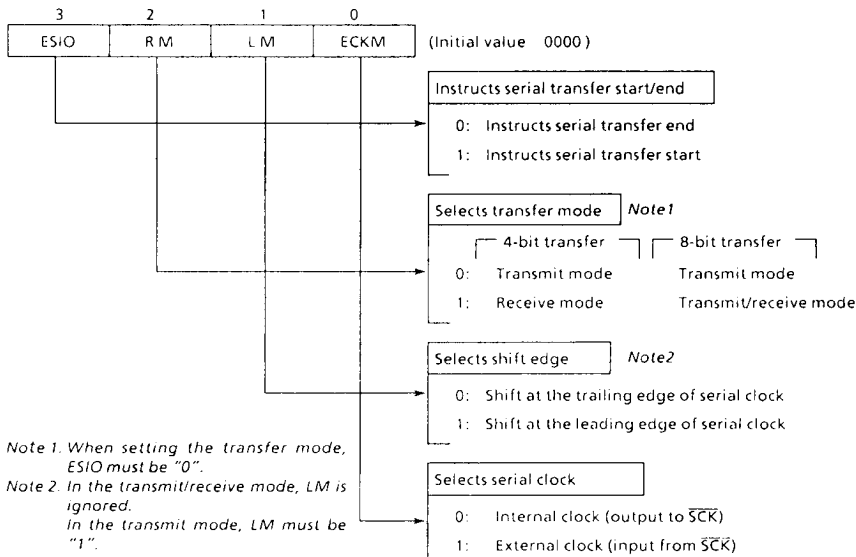 3 2 1 0
ESIO RM LM ECKM (Initial value 0000)
Instructs serial transfer start/end
0: Instructs serial transfer end
1: Instructs serial transfer start
Selects transfer mode Note1
4-bit transfer 8-bit transfer
0: Transmit mode Transmit mode
1: Receive mode Transmit/receive mode
Selects shift edge Note2
0: Shift at the trailing edge of serial clock
1: Shift at the leading edge of serial clock
Note 1. When setting the transfer mode,
ESIO must be "0".
Note 2. In the transmit/receive mode, LM is
ignored.
In the transmit mode, LM must be
"1".
Selects serial clock
0: Internal clock (output to S̅C̅K̅)
1: External clock (input from S̅C̅K̅)